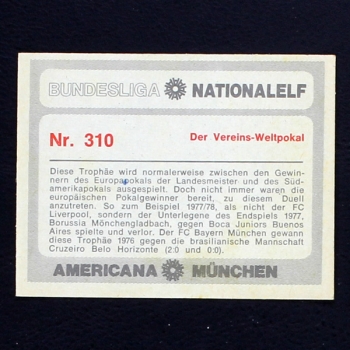 BUNDESLIGA NATIONALELF
Nr. 310 Der Vereins-Weltpokal
Diese Trophäe wird normalerweise zwischen den Gewin-
nern des Europapokals der Landesmeister und des Süd-
amerikapokals ausgespielt. Doch nicht immer waren die
europäischen Pokalgewinner bereit, zu diesem Duell
anzutreten. So zum Beispiel 1977/78, als nicht der FC
Liverpool, sondern der Unterlegene des Endspiels 1977,
Borussia Mönchengladbach, gegen Boca Juniors Buenos
Aires spielte und verlor. Der FC Bayern München gewann
diese Trophäe 1976 gegen die brasilianische Mannschaft
Cruzeiro Belo Horizonte (2:0 und 0:0).
AMERICANA MÜNCHEN